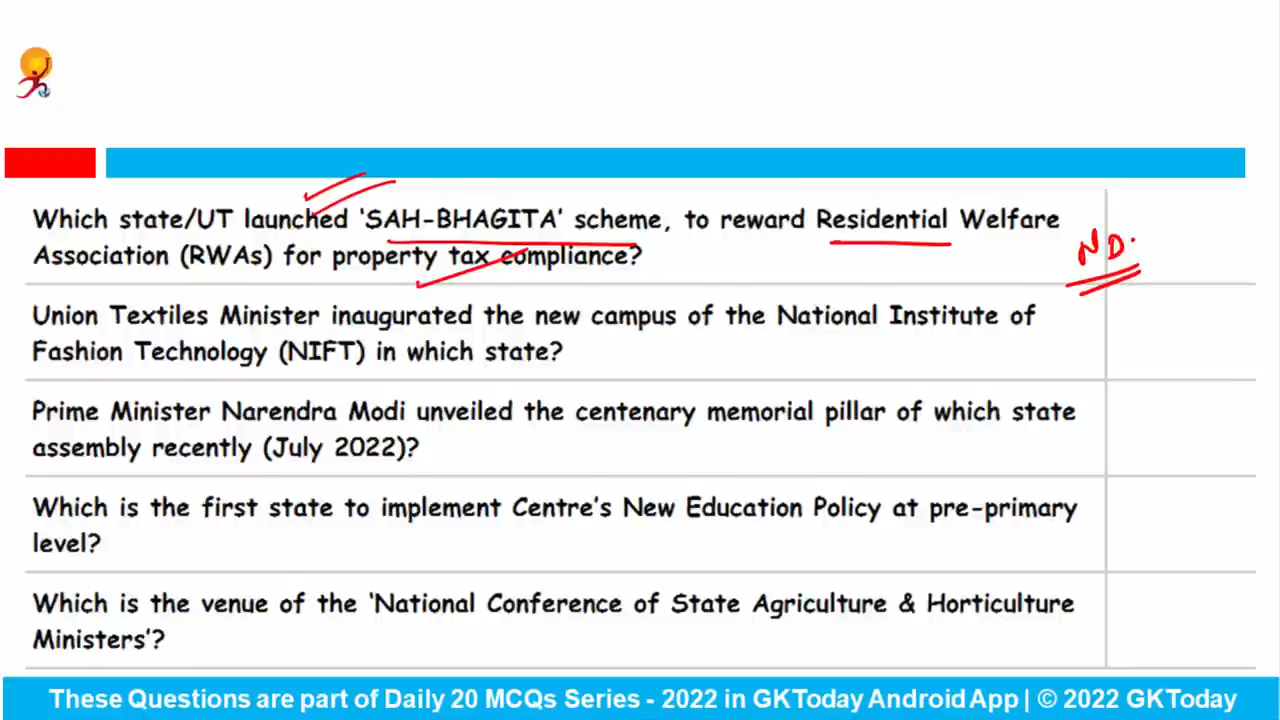 Which state/UT launched ‘SAH-BHAGITA’ scheme, to reward Residential Welfare
Association (RWAs) for property tax compliance?
ND.
Union Textiles Minister inaugurated the new campus of the National Institute of
Fashion Technology (NIFT) in which state?
Prime Minister Narendra Modi unveiled the centenary memorial pillar of which state
assembly recently (July 2022)?
Which is the first state to implement Centre’s New Education Policy at pre-primary
level?
Which is the venue of the ‘National Conference of State Agriculture & Horticulture
Ministers’?
These Questions are part of Daily 20 MCQs Series - 2022 in GKToday Android App | © 2022 GKToday